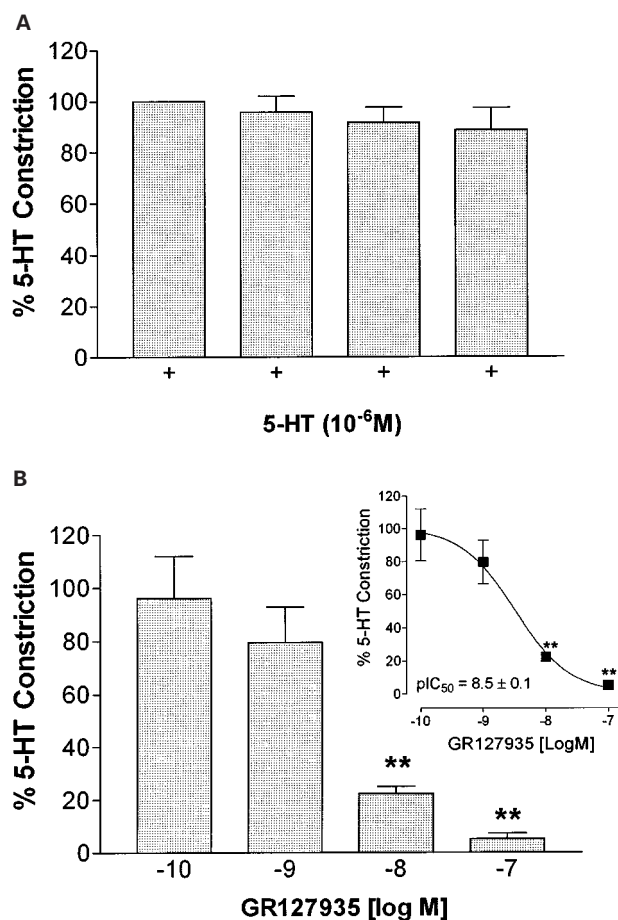 A
120
100
80
60
40
20
0
% 5-HT Constriction
+ + + +
5-HT (10⁻⁶M)
B
120
100
80
60
40
20
0
% 5-HT Constriction
** **
-10 -9 -8 -7
GR127935 [log M]
120
100
80
60
40
20
0
% 5-HT Constriction
** **
pIC₅₀ = 8.5 ± 0.1
-10 -9 -8 -7
GR127935 [LogM]